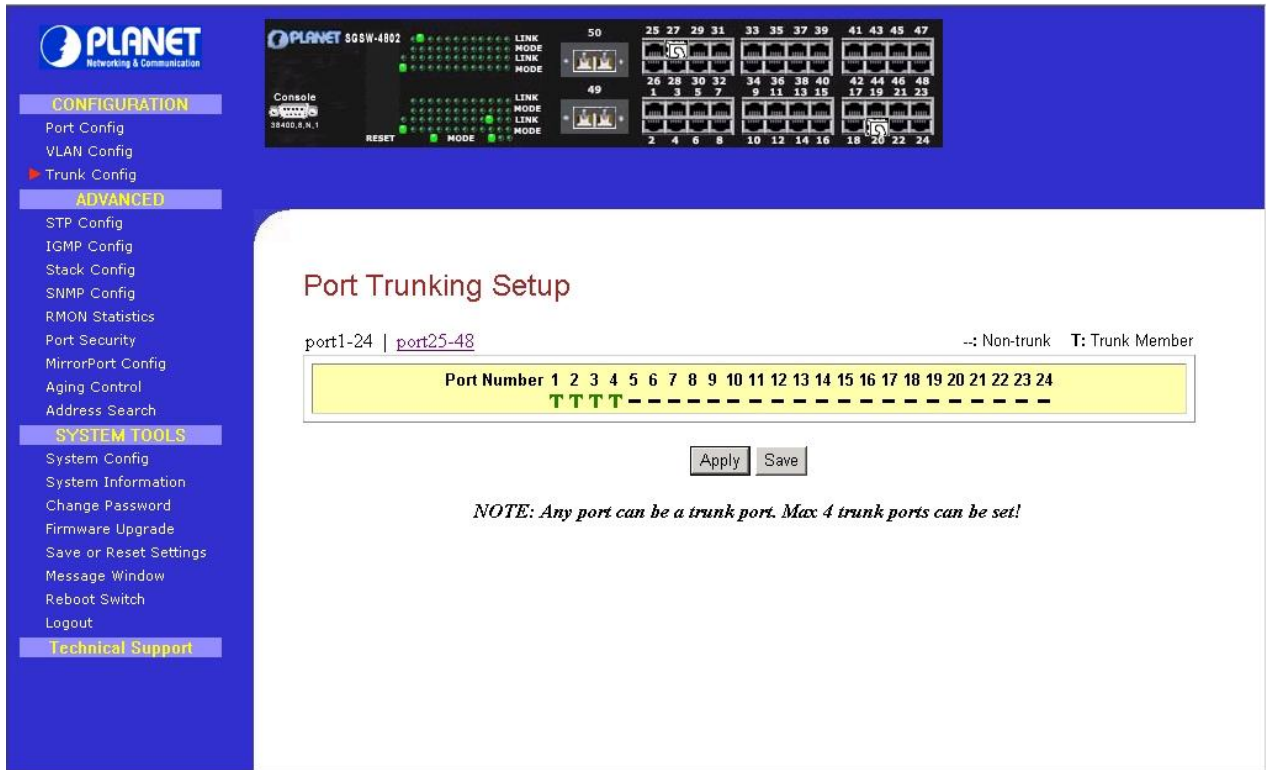 PLANET
Networking & Communication
CONFIGURATION
Port Config
VLAN Config
Trunk Config
ADVANCED
STP Config
IGMP Config
Stack Config
SNMP Config
RMON Statistics
Port Security
MirrorPort Config
Aging Control
Address Search
SYSTEM TOOLS
System Config
System Information
Change Password
Firmware Upgrade
Save or Reset Settings
Message Window
Reboot Switch
Logout
Technical Support
PLANET SGSW-4802
LINK
MODE
LINK
MODE
50
25 27 29 31 33 35 37 39 41 43 45 47
26 28 30 32 34 36 38 40 42 44 46 48
Console
38400,8,N,1
RESET
MODE
LINK
MODE
LINK
MODE
49
1 3 5 7 9 11 13 15 17 19 21 23
2 4 6 8 10 12 14 16 18 20 22 24
Port Trunking Setup
port1-24 | port25-48
--: Non-trunk T: Trunk Member
Port Number 1 2 3 4 5 6 7 8 9 10 11 12 13 14 15 16 17 18 19 20 21 22 23 24
T T T T – – – – – – – – – – – – – – – – – – – –
Apply Save
NOTE: Any port can be a trunk port. Max 4 trunk ports can be set!